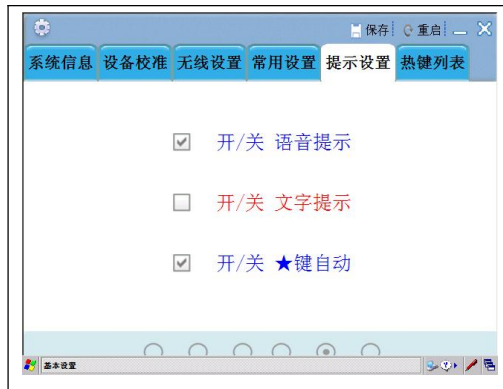 保存 重启
系统信息 设备校准 无线设置 常用设置 提示设置 热键列表
开/关 语音提示
开/关 文字提示
开/关 ★键自动
基本设置